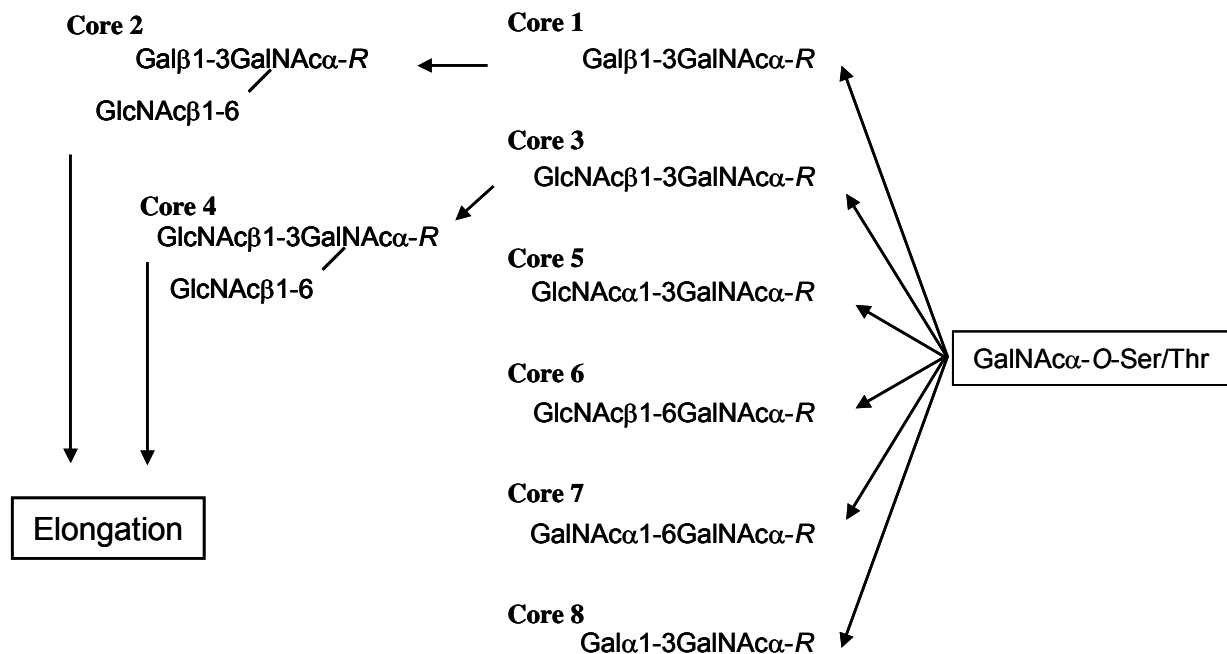 Core 2
Galβ1-3GalNAcα-R
GlcNAcβ1-6
Core 1
Galβ1-3GalNAcα-R
Core 3
GlcNAcβ1-3GalNAcα-R
Core 4
GlcNAcβ1-3GalNAcα-R
GlcNAcβ1-6
Core 5
GlcNAcα1-3GalNAcα-R
GalNAcα-O-Ser/Thr
Core 6
GlcNAcβ1-6GalNAcα-R
Core 7
GalNAcα1-6GalNAcα-R
Elongation
Core 8
Galα1-3GalNAcα-R